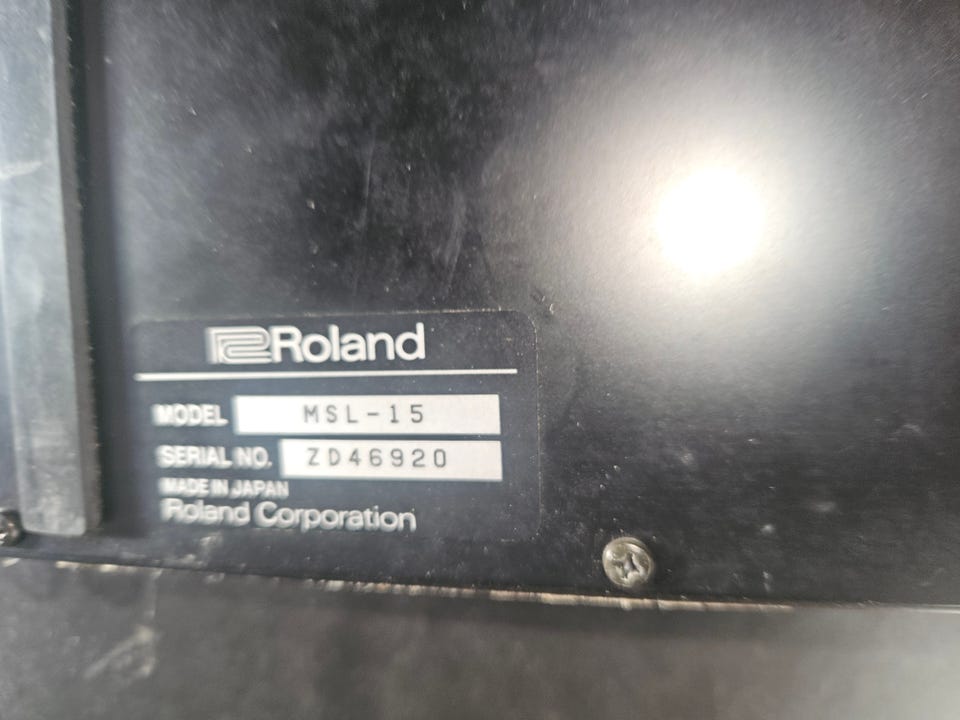 Roland
MODEL MSL-15
SERIAL NO. ZD46920
MADE IN JAPAN
Roland Corporation